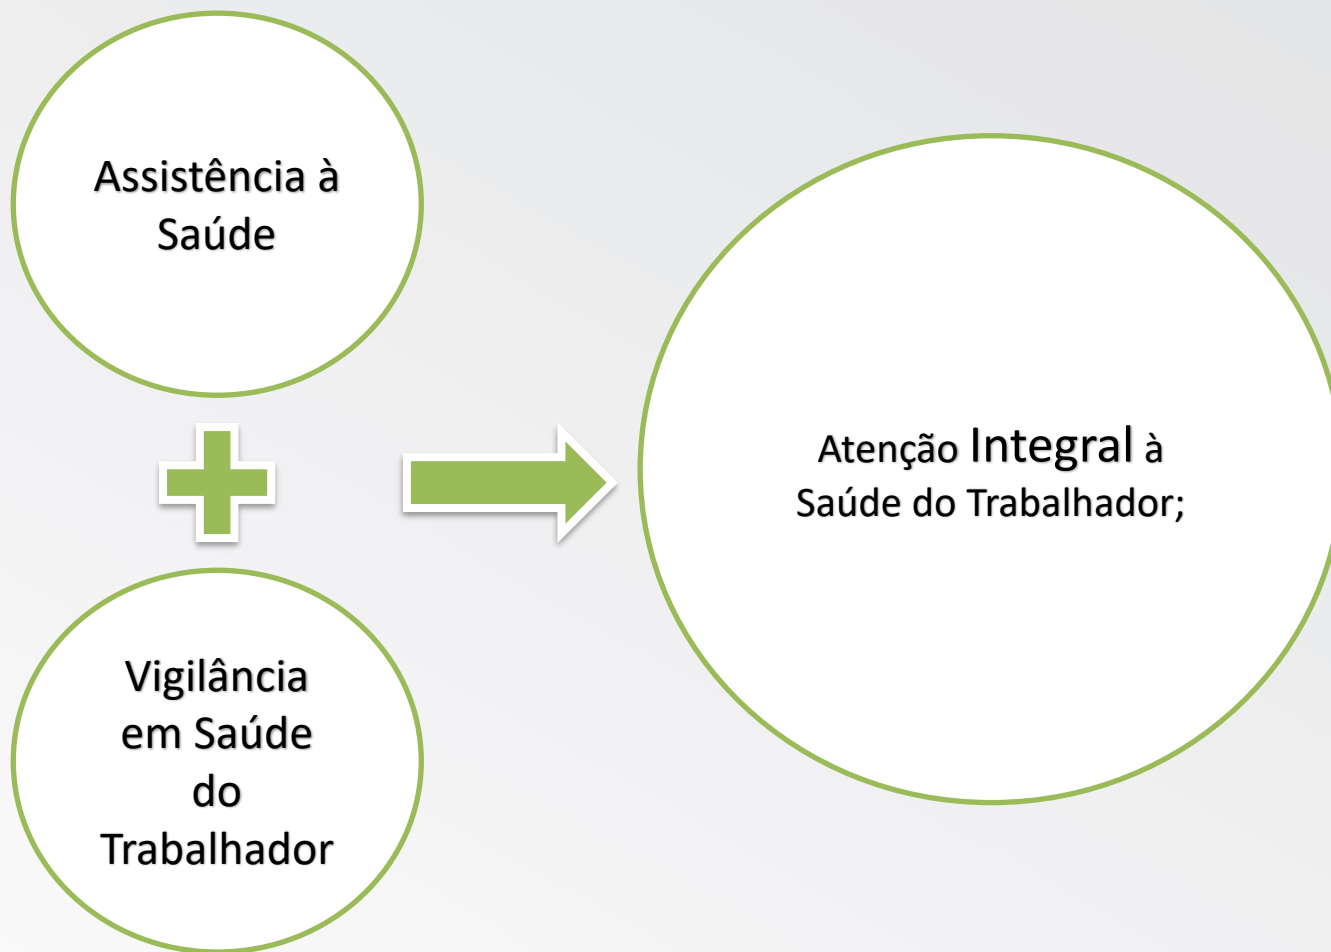 Assistência à
Saúde
Vigilância
em Saúde
do
Trabalhador
Atenção Integral à
Saúde do Trabalhador;